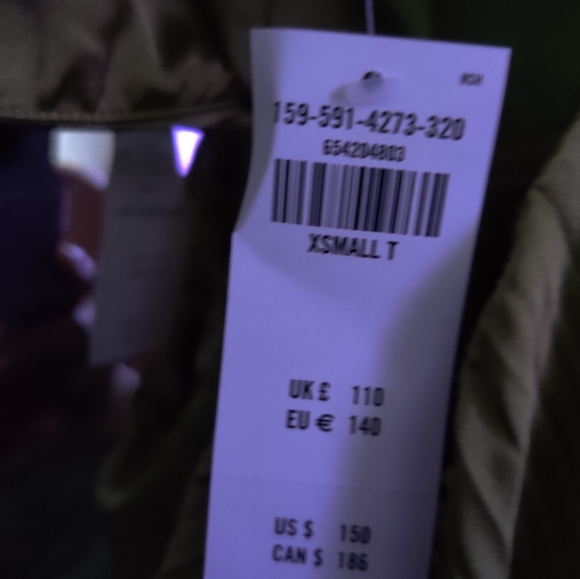 159-591-4273-320
654204803
XSMALL T
UK £ 110
EU € 140
US $ 150
CAN $ 186